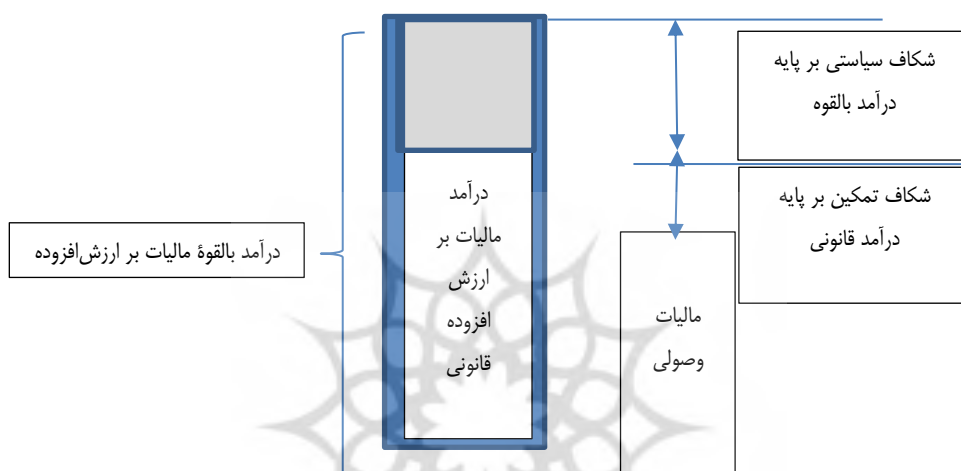 شکاف سیاستی بر پایه
درآمد بالقوه
شکاف تمکین بر پایه
درآمد قانونی
مالیات
وصولی
درآمد
مالیات بر
ارزش
افزوده
قانونی
درآمد بالقوهٔ مالیات بر ارزش‌افزوده